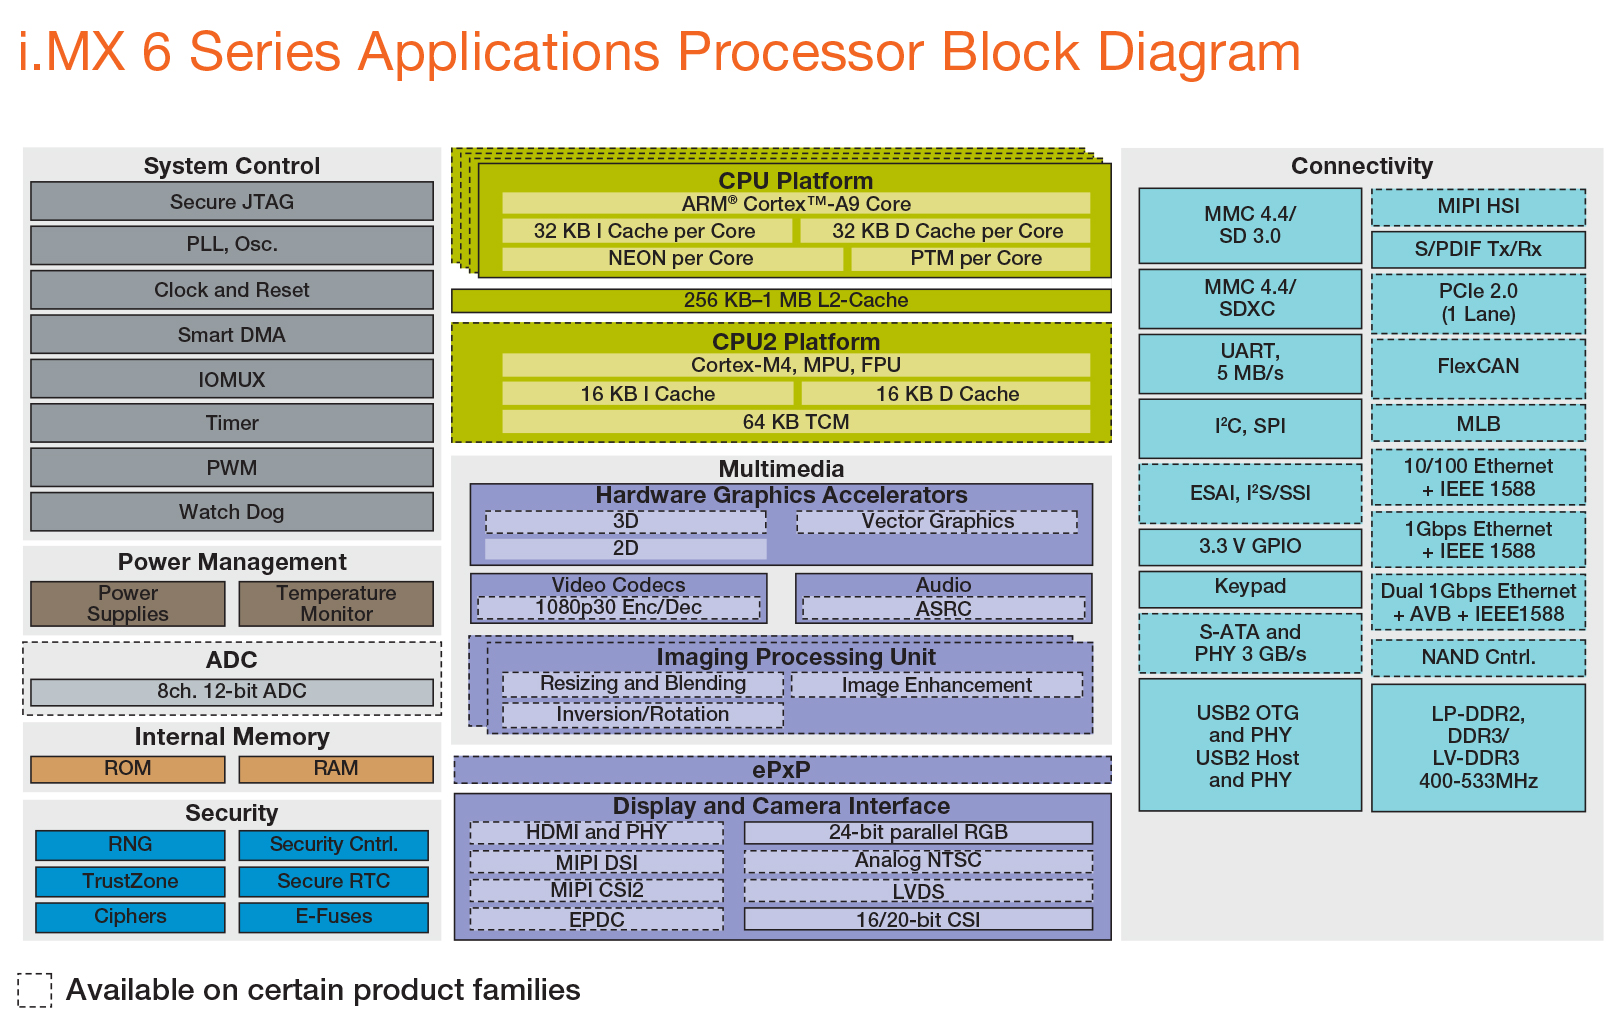 i.MX 6 Series Applications Processor Block Diagram
System Control
Secure JTAG
PLL, Osc.
Clock and Reset
Smart DMA
IOMUX
Timer
PWM
Watch Dog
Power Management
Power
Supplies
Temperature
Monitor
ADC
8ch. 12-bit ADC
Internal Memory
ROM
RAM
Security
RNG
Security Cntrl.
TrustZone
Secure RTC
Ciphers
E-Fuses
CPU Platform
ARM® Cortex™-A9 Core
32 KB I Cache per Core
32 KB D Cache per Core
NEON per Core
PTM per Core
256 KB–1 MB L2-Cache
CPU2 Platform
Cortex-M4, MPU, FPU
16 KB I Cache
16 KB D Cache
64 KB TCM
Multimedia
Hardware Graphics Accelerators
3D
Vector Graphics
2D
Video Codecs
1080p30 Enc/Dec
Audio
ASRC
Imaging Processing Unit
Resizing and Blending
Image Enhancement
Inversion/Rotation
ePxP
Display and Camera Interface
HDMI and PHY
24-bit parallel RGB
MIPI DSI
Analog NTSC
MIPI CSI2
LVDS
EPDC
16/20-bit CSI
Connectivity
MMC 4.4/
SD 3.0
MMC 4.4/
SDXC
UART,
5 MB/s
I²C, SPI
ESAI, I²S/SSI
3.3 V GPIO
Keypad
S-ATA and
PHY 3 GB/s
USB2 OTG
and PHY
USB2 Host
and PHY
MIPI HSI
S/PDIF Tx/Rx
PCIe 2.0
(1 Lane)
FlexCAN
MLB
10/100 Ethernet
+ IEEE 1588
1Gbps Ethernet
+ IEEE 1588
Dual 1Gbps Ethernet
+ AVB + IEEE1588
NAND Cntrl.
LP-DDR2,
DDR3/
LV-DDR3
400-533MHz
Available on certain product families